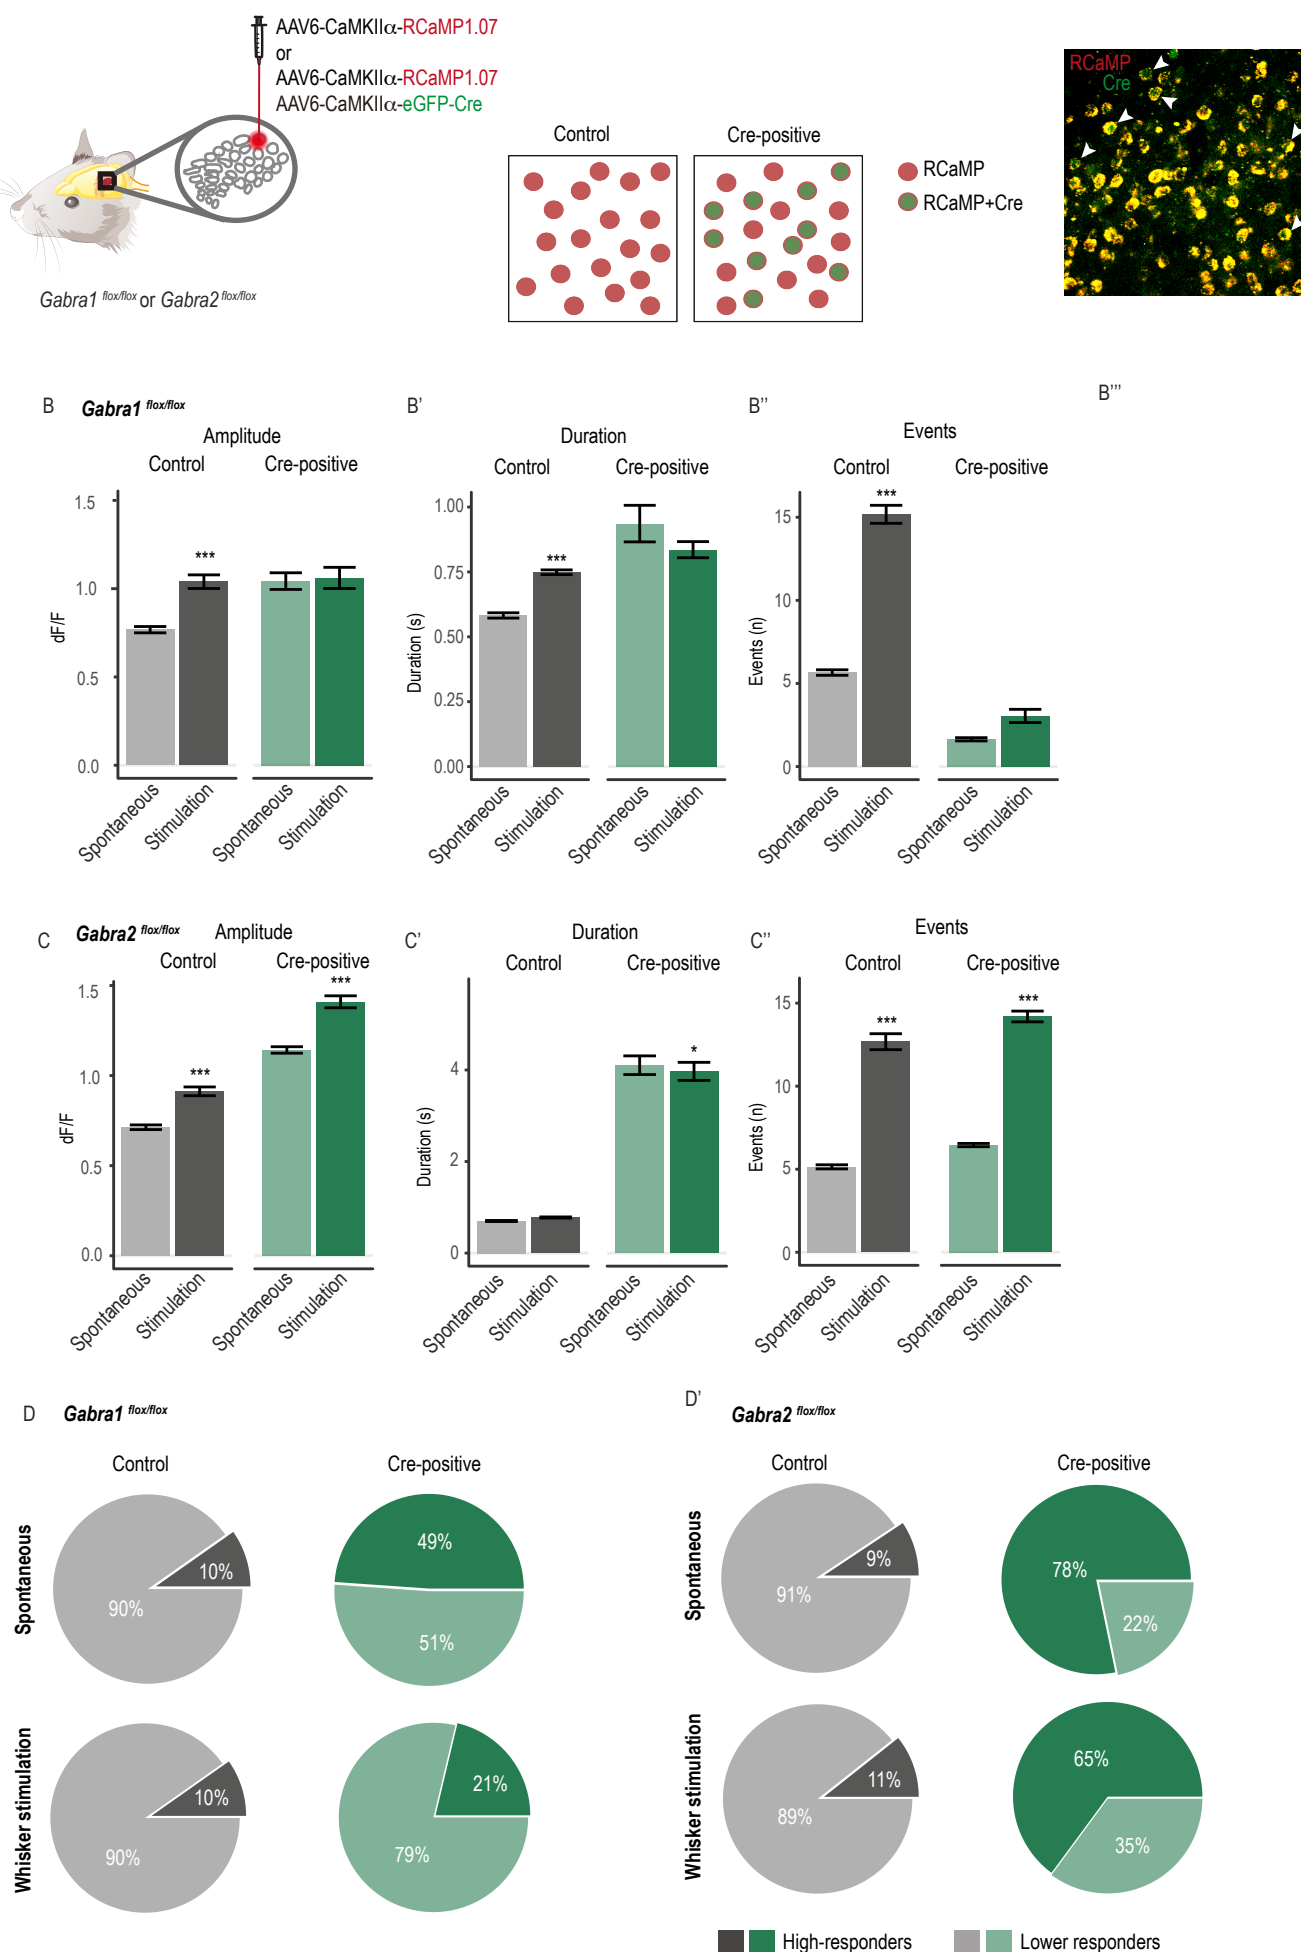 AAV6-CaMKIIα-RCaMP1.07
or
AAV6-CaMKIIα-RCaMP1.07
AAV6-CaMKIIα-eGFP-Cre
Gabra1 flox/flox or Gabra2 flox/flox
Control
Cre-positive
RCaMP
RCaMP+Cre
RCaMP
Cre
B
Gabra1 flox/flox
Amplitude
Control
Cre-positive
dF/F
1.5
1.0
0.5
0.0
***
Spontaneous
Stimulation
Spontaneous
Stimulation
B'
Duration
Control
Cre-positive
Duration (s)
1.00
0.75
0.50
0.25
0.00
***
Spontaneous
Stimulation
Spontaneous
Stimulation
B''
Events
Control
Cre-positive
Events (n)
15
10
5
0
***
Spontaneous
Stimulation
Spontaneous
Stimulation
B'''
C
Gabra2 flox/flox
Amplitude
Control
Cre-positive
dF/F
1.5
1.0
0.5
0.0
***
***
Spontaneous
Stimulation
Spontaneous
Stimulation
C'
Duration
Control
Cre-positive
Duration (s)
4
2
0
*
Spontaneous
Stimulation
Spontaneous
Stimulation
C''
Events
Control
Cre-positive
Events (n)
15
10
5
0
***
***
Spontaneous
Stimulation
Spontaneous
Stimulation
D
Gabra1 flox/flox
Control
Cre-positive
Spontaneous
10%
90%
49%
51%
Whisker stimulation
10%
90%
21%
79%
D'
Gabra2 flox/flox
Control
Cre-positive
Spontaneous
9%
91%
78%
22%
Whisker stimulation
11%
89%
65%
35%
High-responders
Lower responders